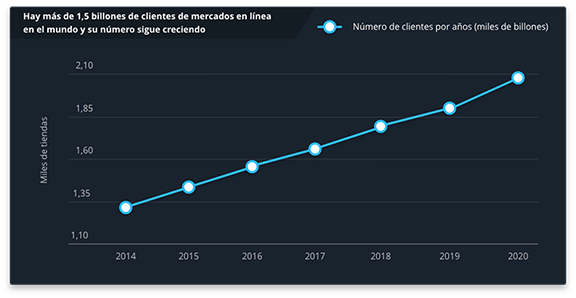 Hay más de 1,5 billones de clientes de mercados en línea
en el mundo y su número sigue creciendo
Número de clientes por años (miles de billones)
Miles de tiendas
2,10
1,85
1,60
1,35
1,10
2014 2015 2016 2017 2018 2019 2020